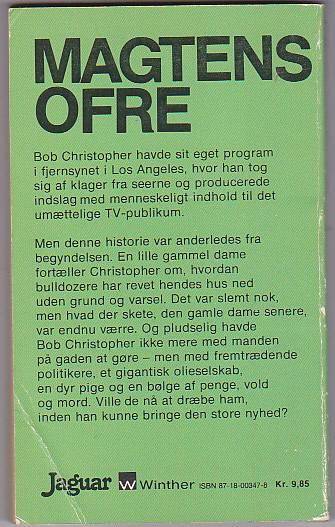 MAGTENS
OFRE
Bob Christopher havde sit eget program
i fjernsynet i Los Angeles, hvor han tog
sig af klager fra seerne og producerede
indslag med menneskeligt indhold til det
umættelige TV-publikum.
Men denne historie var anderledes fra
begyndelsen. En lille gammel dame
fortæller Christopher om, hvordan
bulldozere har revet hendes hus ned
uden grund og varsel. Det var slemt nok,
men hvad der skete, den gamle dame senere,
var endnu værre. Og pludselig havde
Bob Christopher ikke mere med manden
på gaden at gøre – men med fremtrædende
politikere, et gigantisk olieselskab,
en dyr pige og en bølge af penge, vold
og mord. Ville de nå at dræbe ham,
inden han kunne bringe den store nyhed?
Jaguar W Winther ISBN 87-18-00347-8 Kr. 9,85